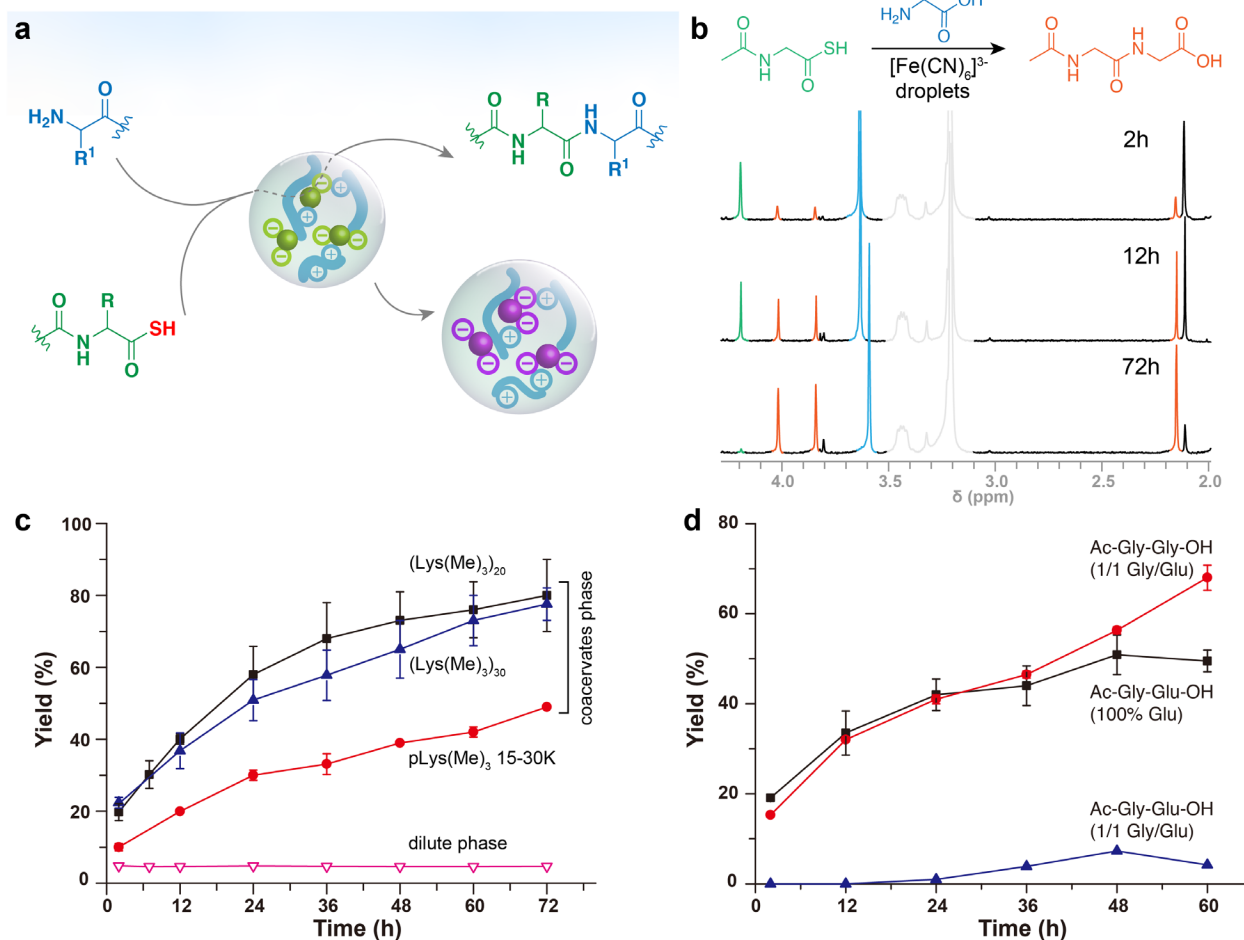 a
O
H₂N
R¹
O
R
SH
N
H
O
O
R
H
N
O
N
H
O
R¹
b
O
SH
N
H
O
H₂N
OH
O
[Fe(CN)₆]³⁻
droplets
O
H
N
O
N
H
O
OH
2h
12h
72h
4.0 3.5 3.0 2.5 2.0
δ (ppm)
c
Yield (%)
100
80
60
40
20
0
(Lys(Me)₃)₂₀
(Lys(Me)₃)₃₀
pLys(Me)₃ 15-30K
coacervates phase
dilute phase
0 12 24 36 48 60 72
Time (h)
d
Yield (%)
80
60
40
20
0
Ac-Gly-Gly-OH
(1/1 Gly/Glu)
Ac-Gly-Glu-OH
(100% Glu)
Ac-Gly-Glu-OH
(1/1 Gly/Glu)
0 12 24 36 48 60
Time (h)